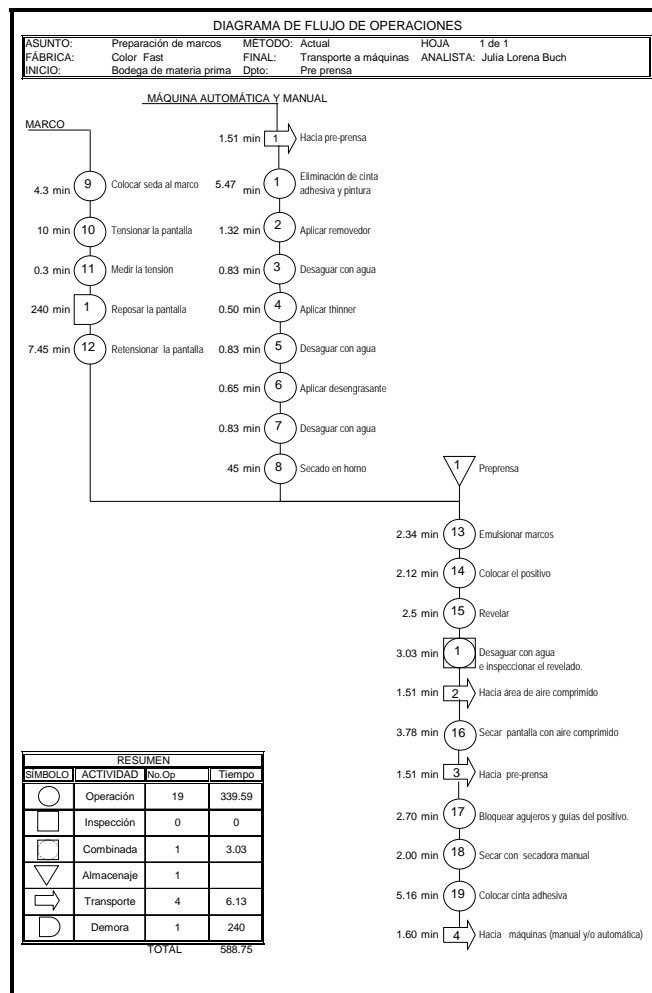 DIAGRAMA DE FLUJO DE OPERACIONES
ASUNTO: Preparación de marcos MÉTODO: Actual HOJA 1 de 1
FÁBRICA: Color Fast FINAL: Transporte a máquinas ANALISTA: Julia Lorena Buch
INICIO: Bodega de materia prima Dpto: Pre prensa
MÁQUINA AUTOMÁTICA Y MANUAL
MARCO
1.51 min 1 Hacia pre-prensa
4.3 min 9 Colocar seda al marco
5.47 min 1 Eliminación de cinta
adhesiva y pintura
10 min 10 Tensionar la pantalla
1.32 min 2 Aplicar removedor
0.3 min 11 Medir la tensión
0.83 min 3 Desaguar con agua
240 min 1 Reposar la pantalla
0.50 min 4 Aplicar thinner
7.45 min 12 Retensionar la pantalla
0.83 min 5 Desaguar con agua
0.65 min 6 Aplicar desengrasante
0.83 min 7 Desaguar con agua
45 min 8 Secado en horno
1 Preprensa
2.34 min 13 Emulsionar marcos
2.12 min 14 Colocar el positivo
2.5 min 15 Revelar
3.03 min 1 Desaguar con agua
e inspeccionar el revelado.
1.51 min 2 Hacia área de aire comprimido
3.78 min 16 Secar pantalla con aire comprimido
1.51 min 3 Hacia pre-prensa
2.70 min 17 Bloquear agujeros y guías del positivo.
2.00 min 18 Secar con secadora manual
5.16 min 19 Colocar cinta adhesiva
1.60 min 4 Hacia máquinas (manual y/o automática)
RESÚMEN
SÍMBOLO ACTIVIDAD No.Op Tiempo
Operación 19 339.59
Inspección 0 0
Combinada 1 3.03
Almacenaje 1
Transporte 4 6.13
Demora 1 240
TOTAL 588.75